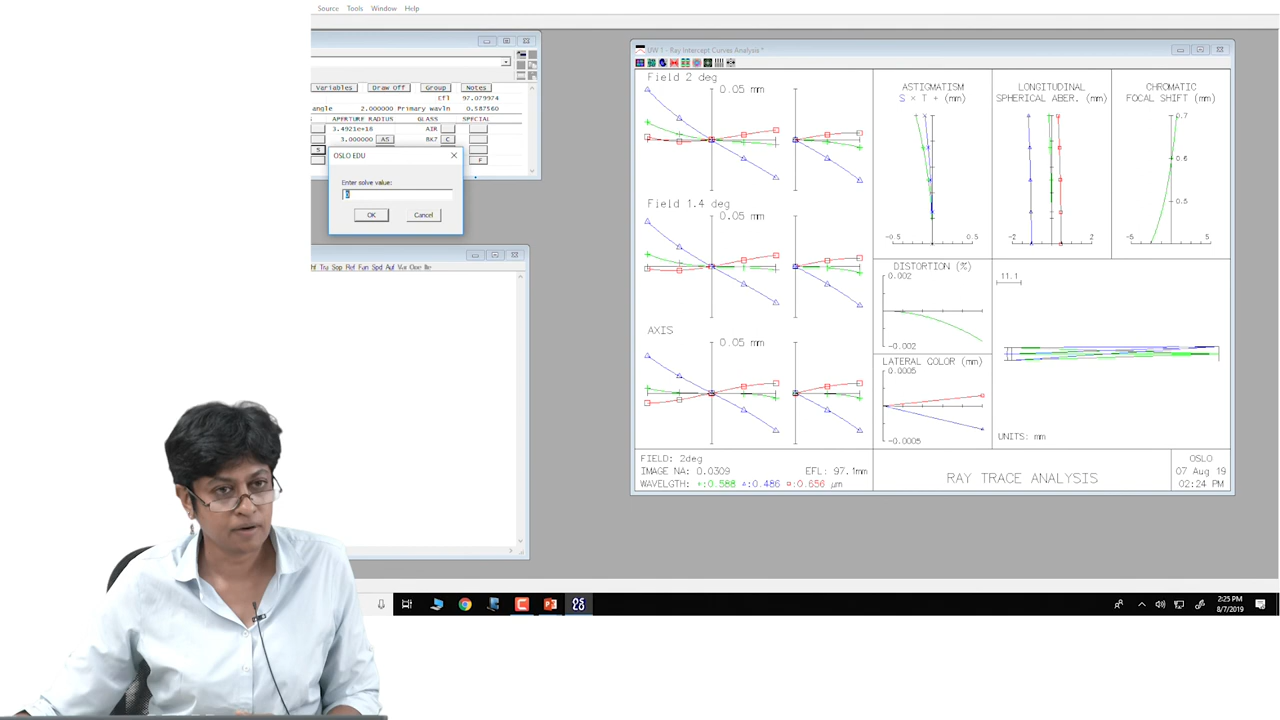 Source Tools Window Help
Variables Draw Off Group Notes
Efl 97.079974
angle 2.000000 Primary wavln 0.587560
APERTURE RADIUS GLASS SPECIAL
3.4921e+18 AIR
3.000000 AS BK7 C
S
F
OSLO EDU
Enter solve value:
OK Cancel
UW 1 - Ray Intercept Curves Analysis *
Field 2 deg
0.05 mm
Field 1.4 deg
0.05 mm
AXIS
0.05 mm
ASTIGMATISM
S × T + (mm)
-0.5 0.5
LONGITUDINAL
SPHERICAL ABER. (mm)
-2 2
CHROMATIC
FOCAL SHIFT (mm)
0.7
0.6
0.5
-5 5
DISTORTION (%)
0.002
-0.002
LATERAL COLOR (mm)
0.0005
-0.0005
11.1
UNITS: mm
FIELD: 2deg
IMAGE NA: 0.0309 EFL: 97.1mm
WAVELGTH: +:0.588 △:0.486 □:0.656 μm
RAY TRACE ANALYSIS
OSLO
07 Aug 19
02:24 PM
2:25 PM
8/7/2019